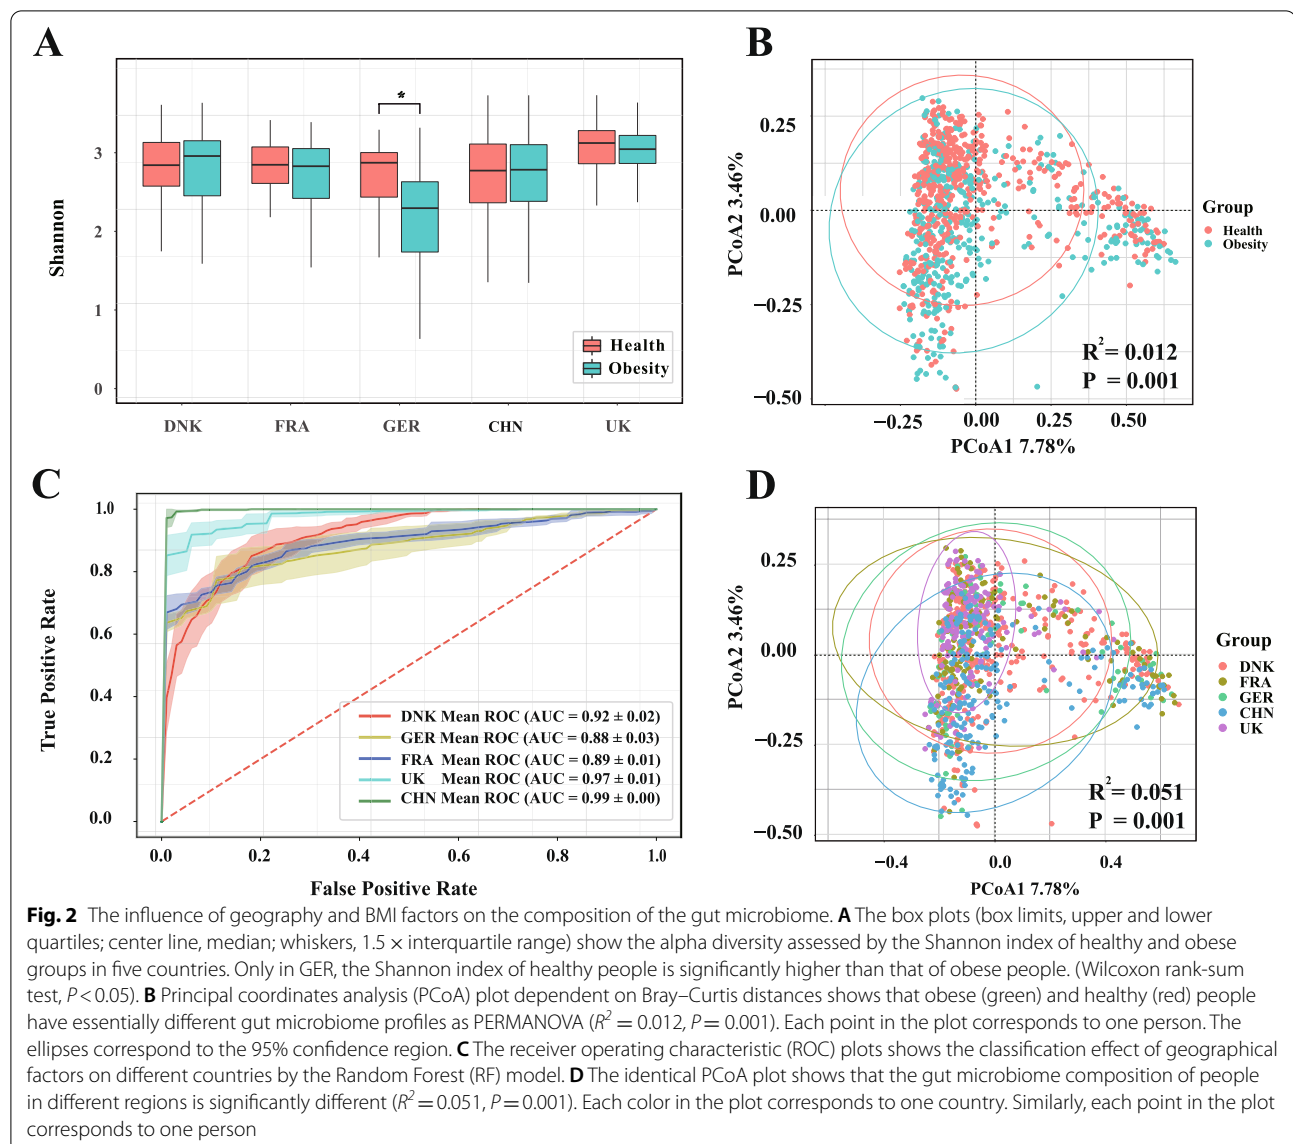 A
Shannon
3
2
1
0
*
Health
Obesity
DNK
FRA
GER
CHN
UK
B
PCoA2 3.46%
0.25
0.00
−0.25
−0.50
R²= 0.012
P = 0.001
−0.25
0.00
0.25
0.50
PCoA1 7.78%
Group
Health
Obesity
C
True Positive Rate
1.0
0.8
0.6
0.4
0.2
0.0
DNK Mean ROC (AUC = 0.92 ± 0.02)
GER Mean ROC (AUC = 0.88 ± 0.03)
FRA Mean ROC (AUC = 0.89 ± 0.01)
UK Mean ROC (AUC = 0.97 ± 0.01)
CHN Mean ROC (AUC = 0.99 ± 0.00)
0.0
0.2
0.4
0.6
0.8
1.0
False Positive Rate
D
PCoA2 3.46%
0.25
0.00
−0.25
−0.50
R²= 0.051
P = 0.001
−0.4
0.0
0.4
PCoA1 7.78%
Group
DNK
FRA
GER
CHN
UK
Fig. 2 The influence of geography and BMI factors on the composition of the gut microbiome. A The box plots (box limits, upper and lower
quartiles; center line, median; whiskers, 1.5 × interquartile range) show the alpha diversity assessed by the Shannon index of healthy and obese
groups in five countries. Only in GER, the Shannon index of healthy people is significantly higher than that of obese people. (Wilcoxon rank-sum
test, P < 0.05). B Principal coordinates analysis (PCoA) plot dependent on Bray–Curtis distances shows that obese (green) and healthy (red) people
have essentially different gut microbiome profiles as PERMANOVA (R² = 0.012, P = 0.001). Each point in the plot corresponds to one person. The
ellipses correspond to the 95% confidence region. C The receiver operating characteristic (ROC) plots shows the classification effect of geographical
factors on different countries by the Random Forest (RF) model. D The identical PCoA plot shows that the gut microbiome composition of people
in different regions is significantly different (R² = 0.051, P = 0.001). Each color in the plot corresponds to one country. Similarly, each point in the plot
corresponds to one person